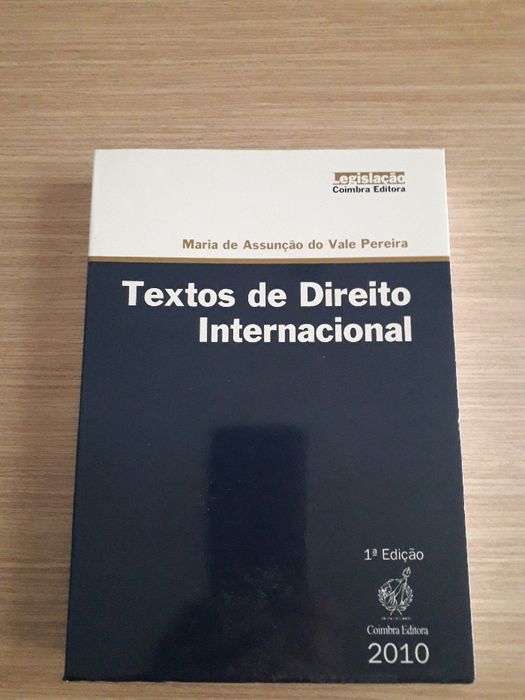 Legislação
Coimbra Editora
Maria de Assunção do Vale Pereira
Textos de Direito
Internacional
1ª Edição
Coimbra Editora
2010